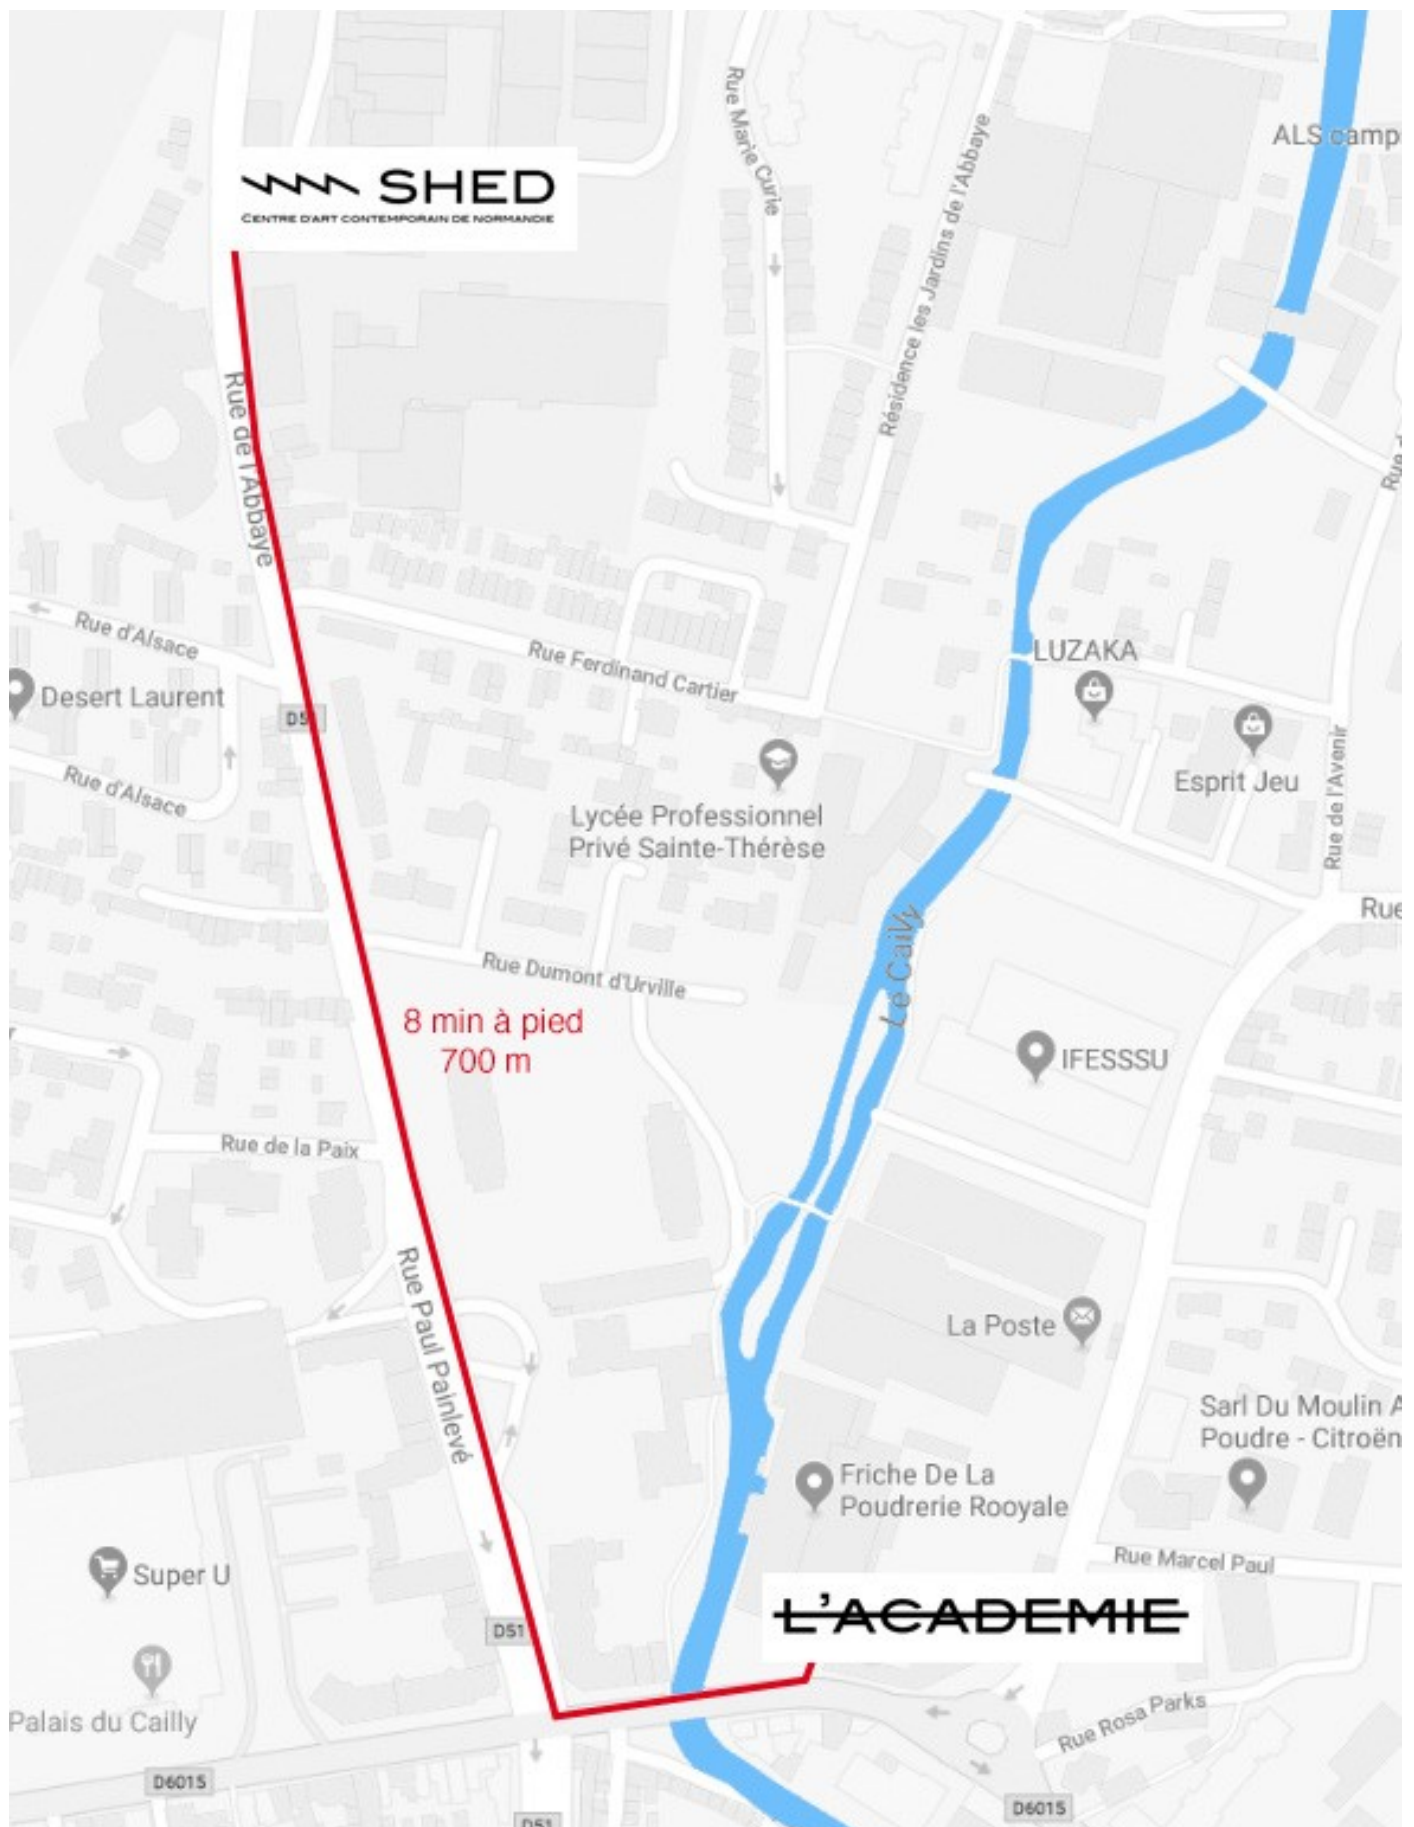 Rue Marie Curie
ALS camp
Résidence les Jardins de l'Abbaye
SHED
CENTRE D'ART CONTEMPORAIN DE NORMANDIE
Rue de l'Abbaye
Rue d'Alsace
Rue Ferdinand Cartier
LUZAKA
Desert Laurent
D51
Esprit Jeu
Rue d'Alsace
Rue de l'Avenir
Lycée Professionnel
Privé Sainte-Thérèse
Rue
Le Cailly
Rue Dumont d'Urville
8 min à pied
700 m
IFESSSU
Rue de la Paix
Rue Paul Painlevé
La Poste
Sarl Du Moulin A
Poudre - Citroën
Friche De La
Poudrerie Rooyale
Rue Marcel Paul
Super U
L'ACADEMIE
D51
Palais du Cailly
Rue Rosa Parks
D6015
D6015
D51